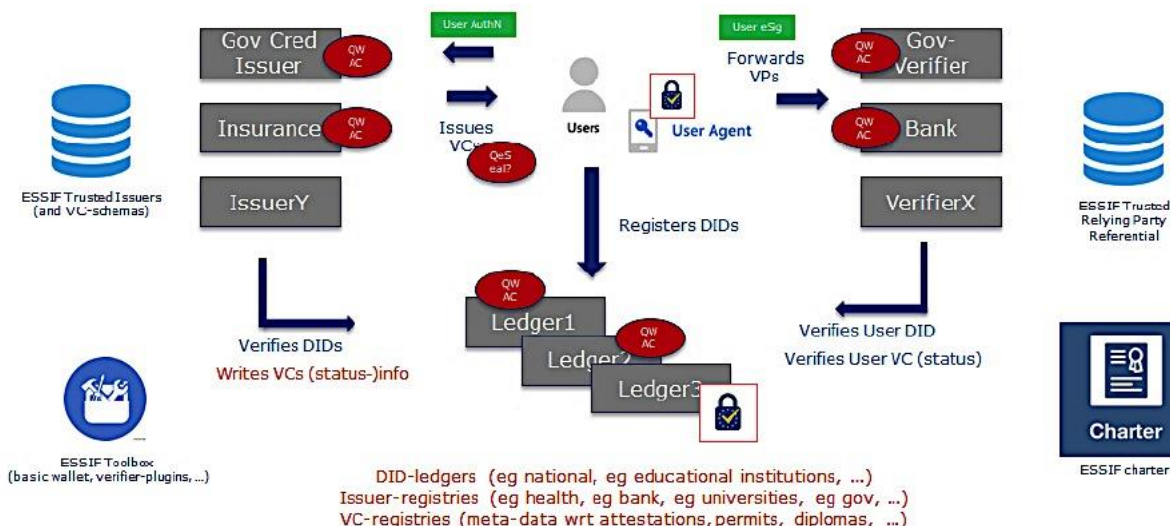 User AuthN
User eSig
Gov Cred
Issuer
QW
AC
Forwards
VPs
QW
AC
Gov-
Verifier
Insurance
QW
AC
Issues
VCs
Users
User Agent
QW
AC
Bank
QeS
eal?
ESSIF Trusted Issuers
(and VC-schemas)
IssuerY
VerifierX
ESSIF Trusted
Relying Party
Referential
Registers DIDs
QW
AC
Ledger1
QW
AC
Ledger2
Ledger3
Verifies DIDs
Writes VCs (status-)info
Verifies User DID
Verifies User VC (status)
Charter
ESSIF Toolbox
(basic wallet, verifier-plugins, ...)
ESSIF charter
DID-ledgers (eg national, eg educational institutions, ...)
Issuer-registries (eg health, eg bank, eg universities, eg gov, ...)
VC-registries (meta-data wrt attestations, permits, diplomas, ...)